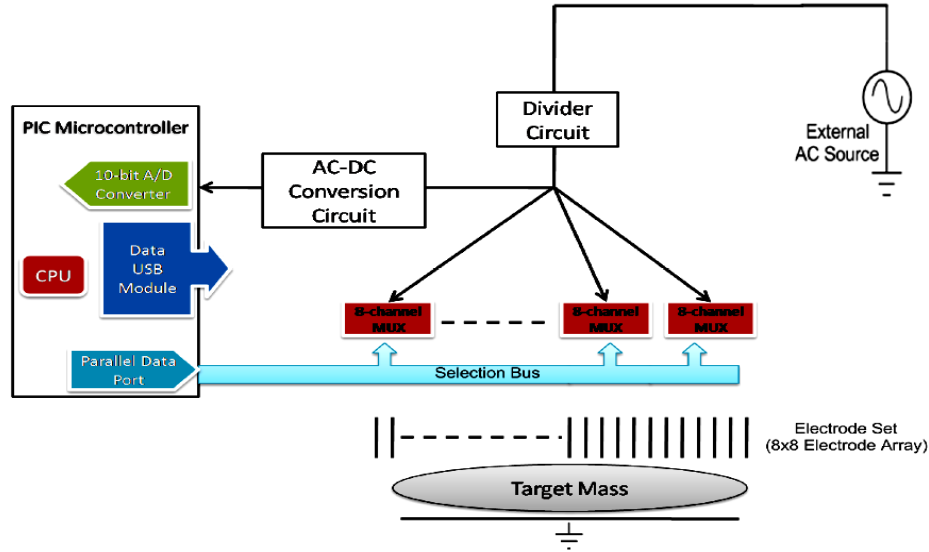 PIC Microcontroller
10-bit A/D
Converter
CPU
Data
USB
Module
Parallel Data
Port
AC-DC
Conversion
Circuit
Divider
Circuit
External
AC Source
8-channel
MUX
8-channel
MUX
8-channel
MUX
Selection Bus
Electrode Set
(8x8 Electrode Array)
Target Mass